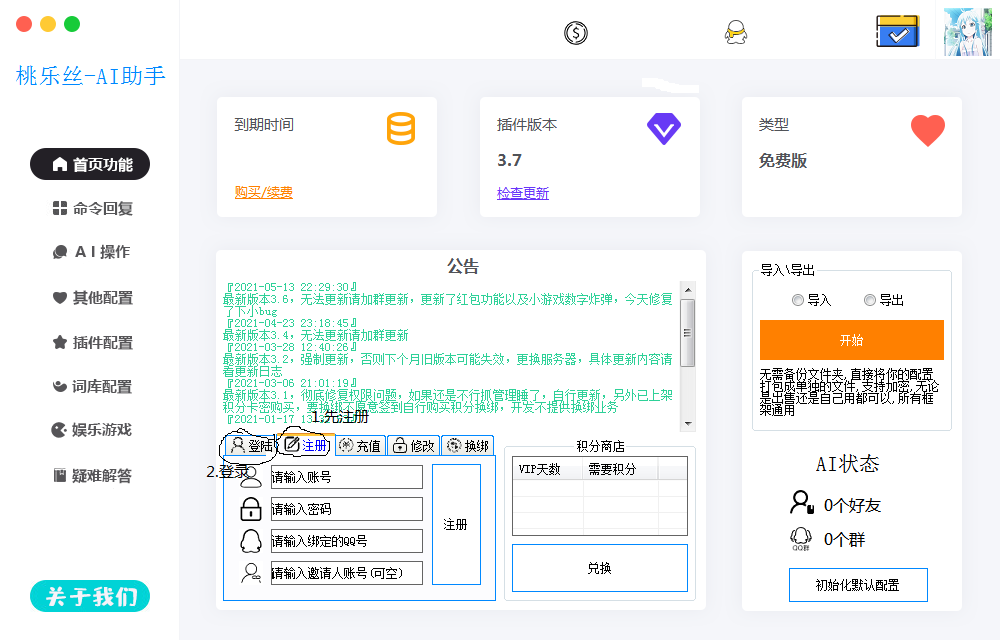 桃乐丝-AI助手
首页功能
命令回复
A I 操作
其他配置
插件配置
词库配置
娱乐游戏
疑难解答
关于我们
到期时间
购买/续费
插件版本
3.7
检查更新
类型
免费版
公告
『2021-05-13 22:29:30』
最新版本3.6，无法更新请加群更新，更新了红包功能以及小游戏数字炸弹，今天修复
了下小bug
『2021-04-23 23:18:45』
最新版本3.4，无法更新请加群更新
『2021-03-28 12:40:26』
最新版本3.2，强制更新，否则下个月旧版本可能失效，更换服务器，具体更新内容请
看更新日志
『2021-03-06 21:01:19』
最新版本3.1，彻底修复权限问题，如果还是不行抓管理睡了，自行更新，另外已上架
积分卡密购买，要换绑不愿意签到自行购买积分换绑，开发不提供换绑业务
『2021-01-17 13
1.先注册
登陆
注册
充值
修改
换绑
2.登录
请输入账号
请输入密码
请输入绑定的QQ号
请输入邀请人账号(可空)
注册
积分商店
VIP天数
需要积分
兑换
导入\导出
导入
导出
开始
无需备份文件夹,直接将你的配置
打包成单独的文件,支持加密,无论
是出售还是自己用都可以,所有框
架通用
AI状态
0个好友
QQ群
0个群
初始化默认配置